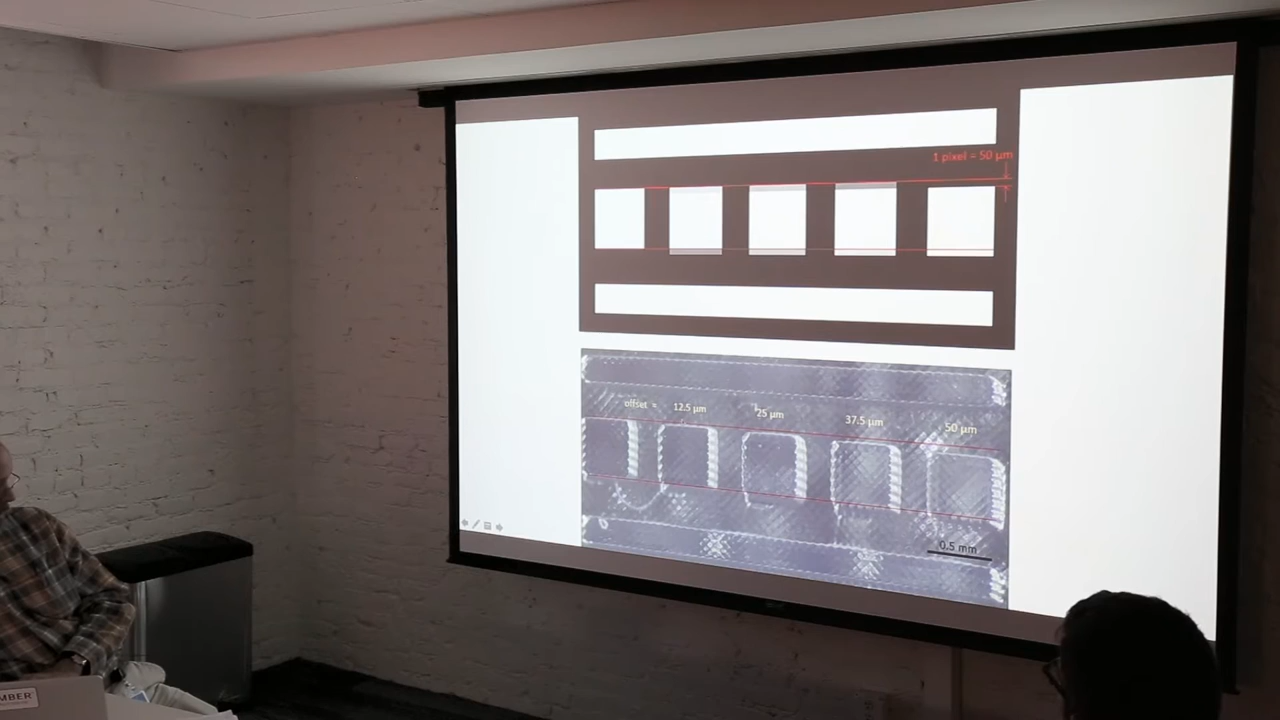 1 pixel = 50 µm
offset = 12.5 µm 25 µm 37.5 µm 50 µm
0.5 mm
MBER